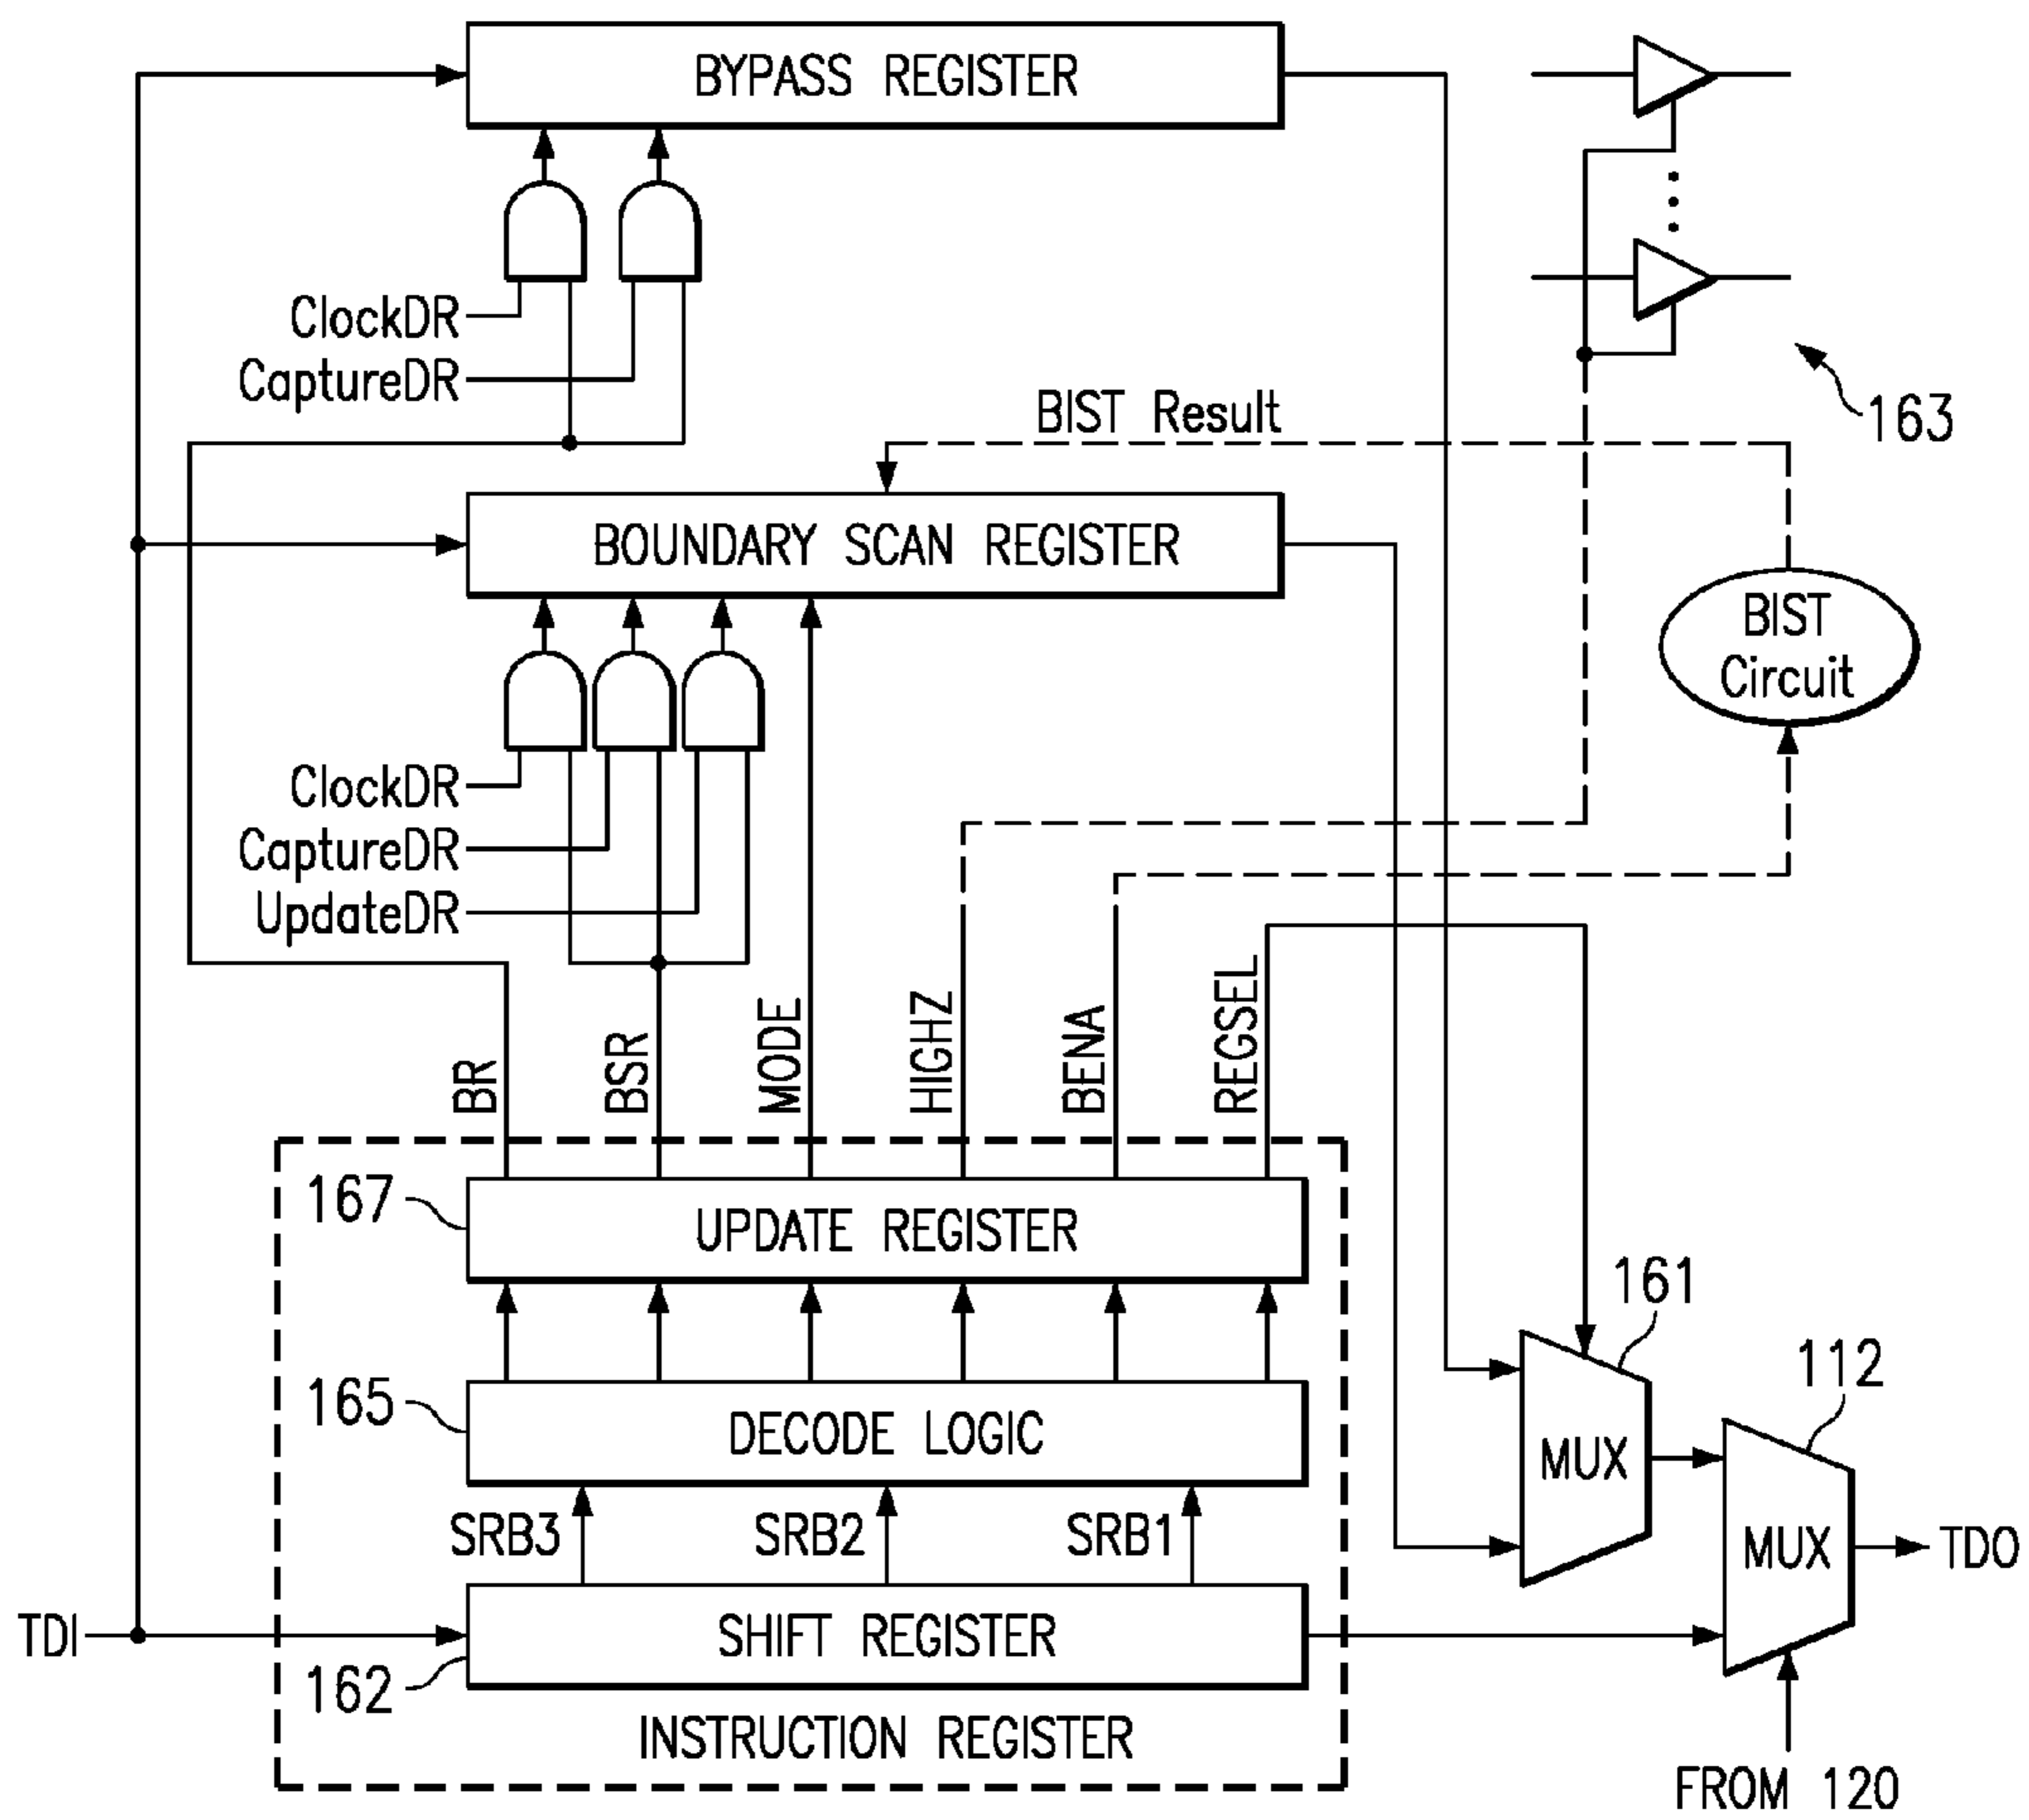 BYPASS REGISTER
ClockDR
CaptureDR
163
BIST Result
BOUNDARY SCAN REGISTER
BIST
Circuit
ClockDR
CaptureDR
UpdateDR
BR
BSR
MODE
HIGHZ
BENA
REGSEL
167
UPDATE REGISTER
161
112
165
DECODE LOGIC
MUX
SRB3
SRB2
SRB1
MUX
TDO
TDI
SHIFT REGISTER
162
INSTRUCTION REGISTER
FROM 120